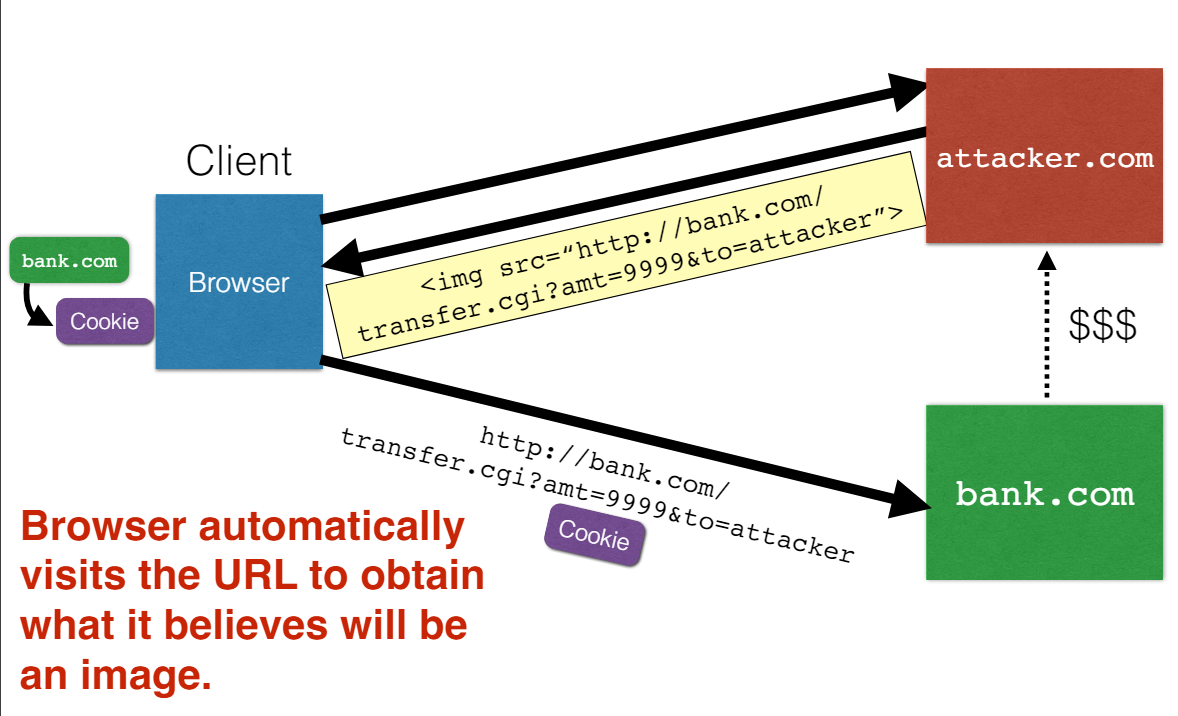 Client
Browser
bank.com
Cookie
attacker.com
<img src=“http://bank.com/
transfer.cgi?amt=9999&to=attacker”>
$$$
http://bank.com/
transfer.cgi?amt=9999&to=attacker
Cookie
bank.com
Browser automatically
visits the URL to obtain
what it believes will be
an image.